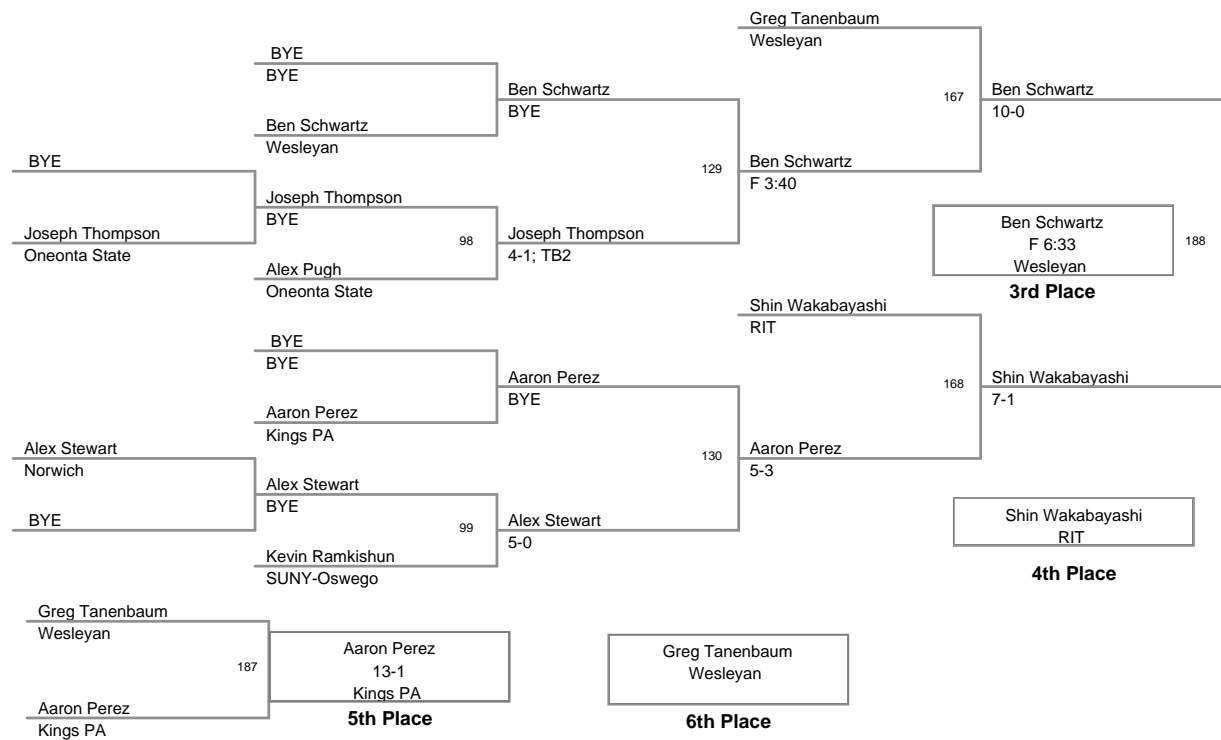 Greg Tanenbaum
Wesleyan
BYE
BYE
Ben Schwartz
BYE
167
Ben Schwartz
10-0
Ben Schwartz
Wesleyan
BYE
129
Ben Schwartz
F 3:40
Joseph Thompson
BYE
Joseph Thompson
Oneonta State
98
Joseph Thompson
4-1; TB2
Ben Schwartz
F 6:33
Wesleyan
188
3rd Place
Alex Pugh
Oneonta State
Shin Wakabayashi
RIT
BYE
BYE
Aaron Perez
BYE
168
Shin Wakabayashi
7-1
Aaron Perez
Kings PA
Alex Stewart
Norwich
130
Aaron Perez
5-3
Alex Stewart
BYE
BYE
99
Alex Stewart
5-0
Shin Wakabayashi
RIT
4th Place
Kevin Ramkishun
SUNY-Oswego
Greg Tanenbaum
Wesleyan
187
Aaron Perez
13-1
Kings PA
5th Place
Greg Tanenbaum
Wesleyan
6th Place
Aaron Perez
Kings PA